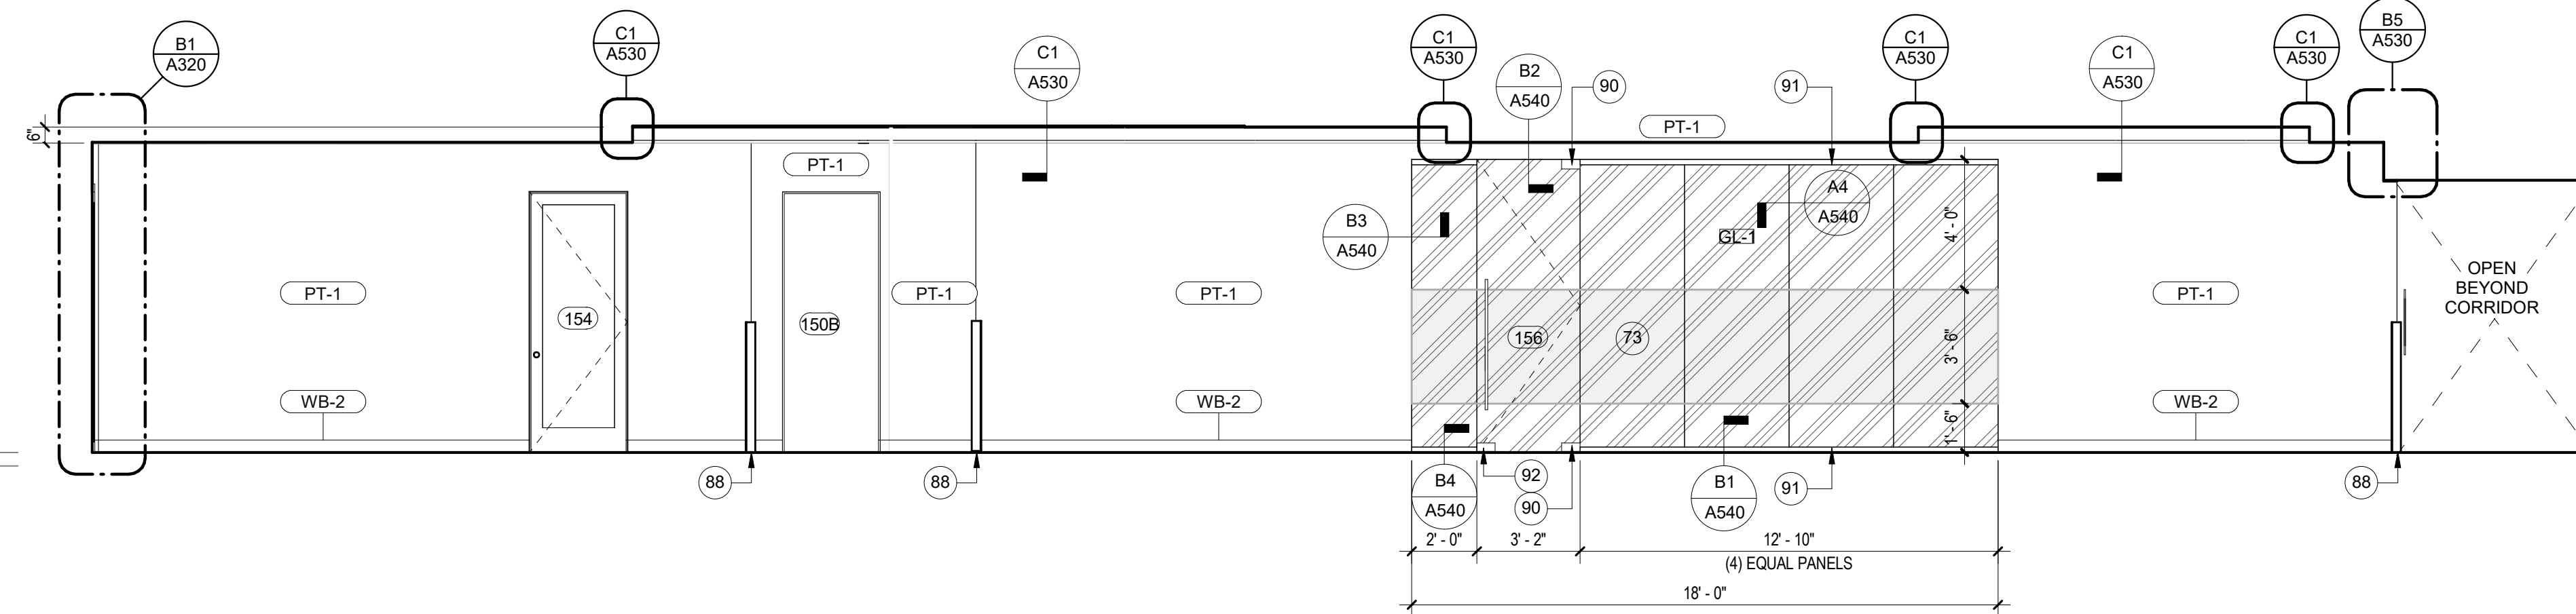 B1
A320
C1
A530
C1
A530
C1
A530
B2
A540
90
91
C1
A530
C1
A530
C1
A530
B5
A530
6"
PT-1
PT-1
B3
A540
A4
A540
GL-1
4' - 0"
PT-1
154
150B
PT-1
PT-1
156
73
3' - 6"
PT-1
OPEN
BEYOND
CORRIDOR
WB-2
WB-2
WB-2
1' - 6"
88
88
B4
A540
92
90
B1
A540
91
88
2' - 0"
3' - 2"
12' - 10"
(4) EQUAL PANELS
18' - 0"